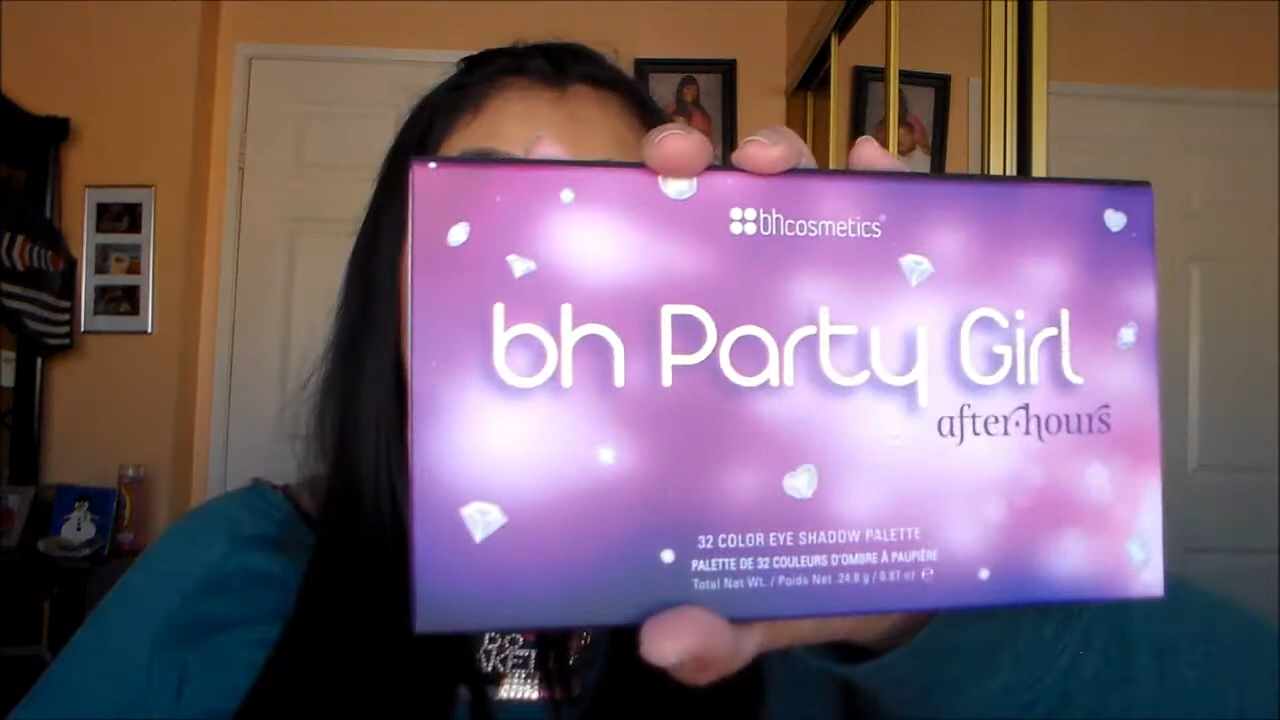 bhcosmetics®
bh Party Girl
after·hours
32 COLOR EYE SHADOW PALETTE
PALETTE DE 32 COULEURS D'OMBRE À PAUPIÈRE
Total Net Wt. / Poids Net 24.8 g / 0.87 oz ℮